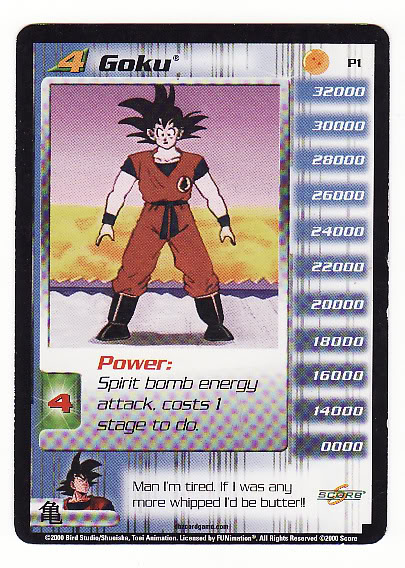 4 Goku® P1
32000
30000
28000
26000
24000
22000
20000
18000
16000
14000
0000
Power:
Spirit bomb energy
attack, costs 1
stage to do.
4
Man I'm tired. If I was any
more whipped I'd be butter!!
SCORE
亀
dbzcardgame.com
©2000 Bird Studio/Shueisha, Toei Animation. Licensed by FUNimation®. All Rights Reserved ©2000 Score